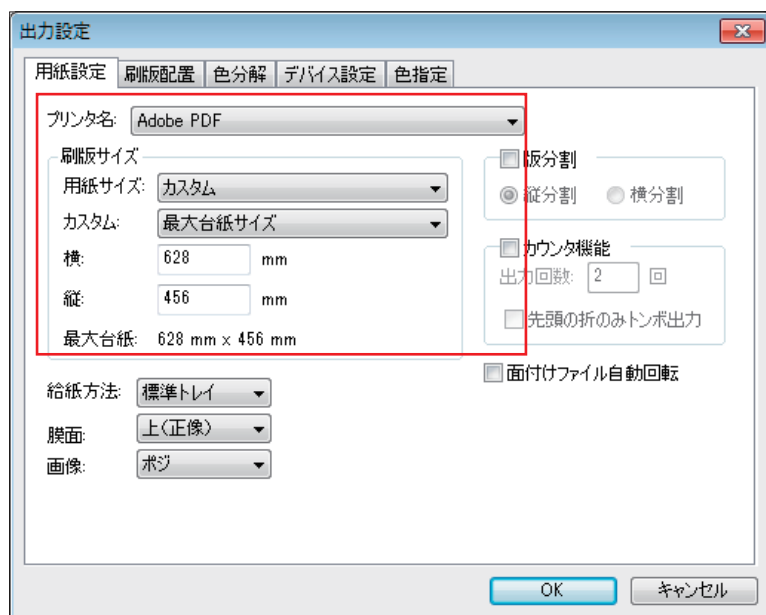 出力設定
用紙設定 刷版配置 色分解 デバイス設定 色指定
プリンタ名: Adobe PDF
刷版サイズ
用紙サイズ: カスタム
カスタム: 最大台紙サイズ
横: 628 mm
縦: 456 mm
最大台紙: 628 mm x 456 mm
版分割
縦分割 横分割
カウンタ機能
出力回数: 2 回
先頭の折のみトンボ出力
面付けファイル自動回転
給紙方法: 標準トレイ
膜面: 上(正像)
画像: ポジ
OK キャンセル